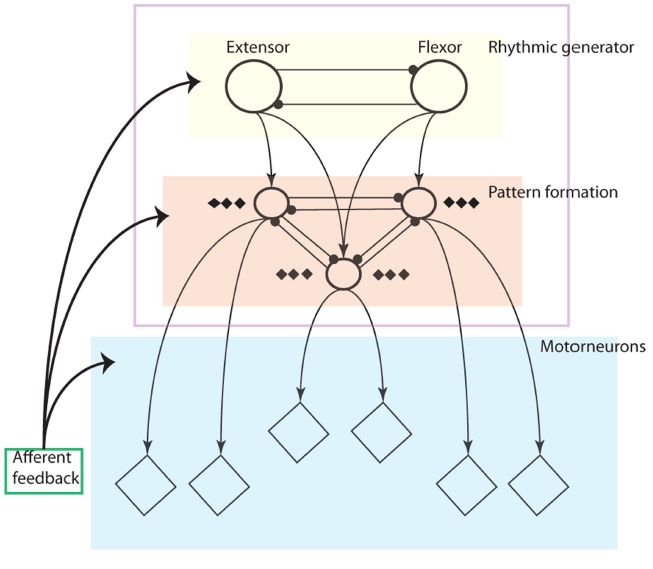 Extensor
Flexor
Rhythmic generator
Pattern formation
Motorneurons
Afferent
feedback